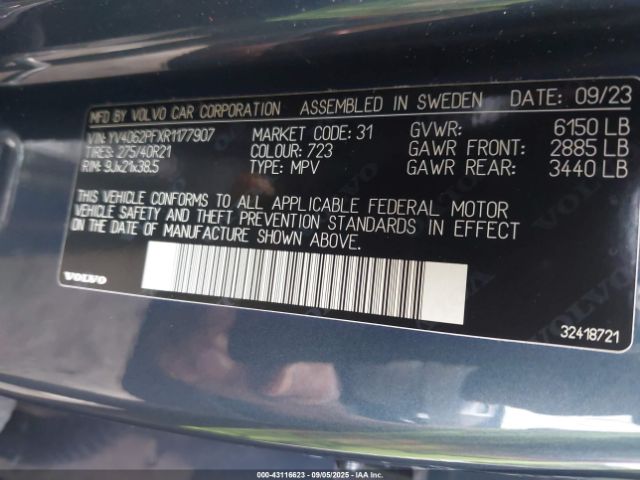 MFD BY VOLVO CAR CORPORATION ASSEMBLED IN SWEDEN DATE: 09/23
VIN: YV4062PFXR1177907 MARKET CODE: 31 GVWR: 6150 LB
TIRES: 275/40R21 COLOUR: 723 GAWR FRONT: 2885 LB
RIM: 9Jx21x38.5 TYPE: MPV GAWR REAR: 3440 LB
THIS VEHICLE CONFORMS TO ALL APPLICABLE FEDERAL MOTOR
VEHICLE SAFETY AND THEFT PREVENTION STANDARDS IN EFFECT
ON THE DATE OF MANUFACTURE SHOWN ABOVE.
VOLVO
32418721
000-43116623 - 09/05/2025 - IAA Inc.